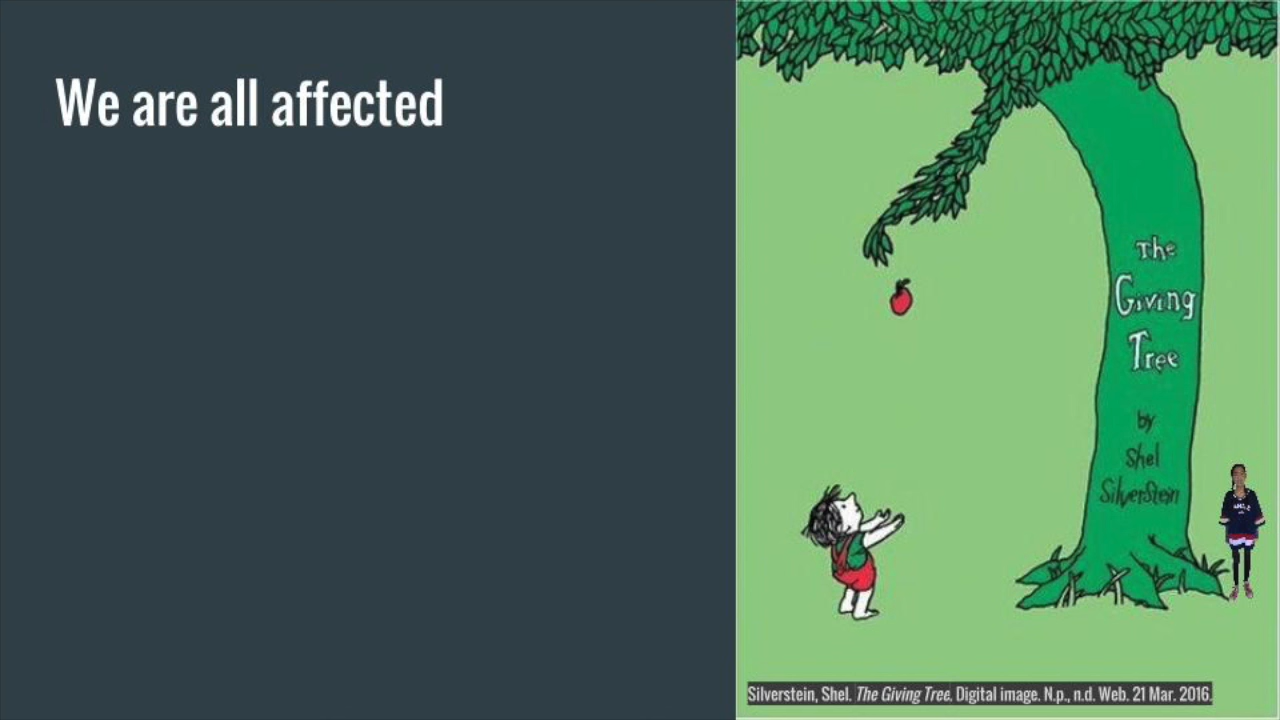 We are all affected
The
Giving
Tree
by
Shel
Silverstein
Silverstein, Shel. The Giving Tree. Digital image. N.p., n.d. Web. 21 Mar. 2016.